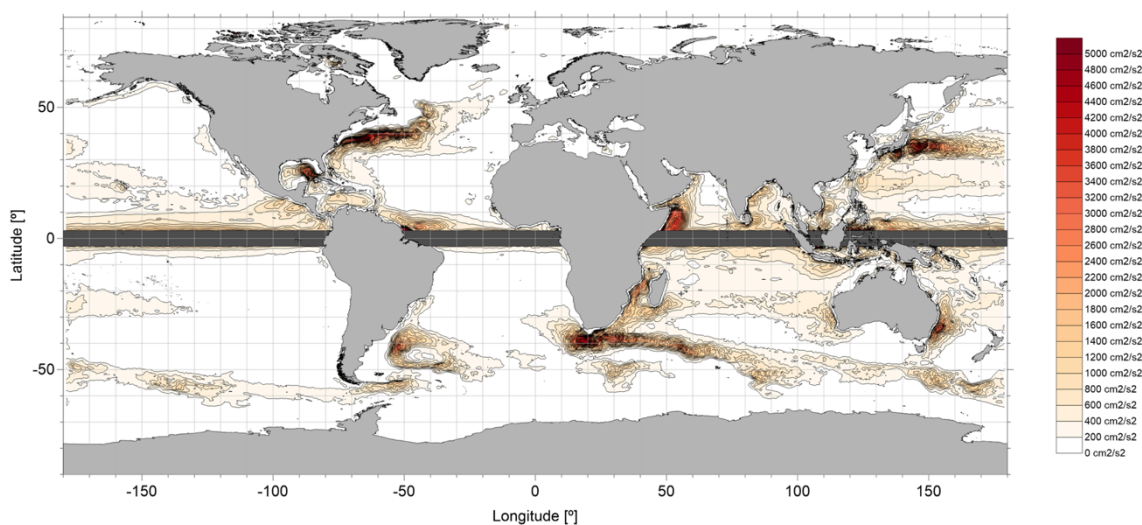 5000 cm2/s2
4800 cm2/s2
4600 cm2/s2
4400 cm2/s2
4200 cm2/s2
4000 cm2/s2
3800 cm2/s2
3600 cm2/s2
3400 cm2/s2
3200 cm2/s2
3000 cm2/s2
2800 cm2/s2
2600 cm2/s2
2400 cm2/s2
2200 cm2/s2
2000 cm2/s2
1800 cm2/s2
1600 cm2/s2
1400 cm2/s2
1200 cm2/s2
1000 cm2/s2
800 cm2/s2
600 cm2/s2
400 cm2/s2
200 cm2/s2
0 cm2/s2
Latitude [º]
50
0
-50
-150
-100
-50
0
50
100
150
Longitude [º]